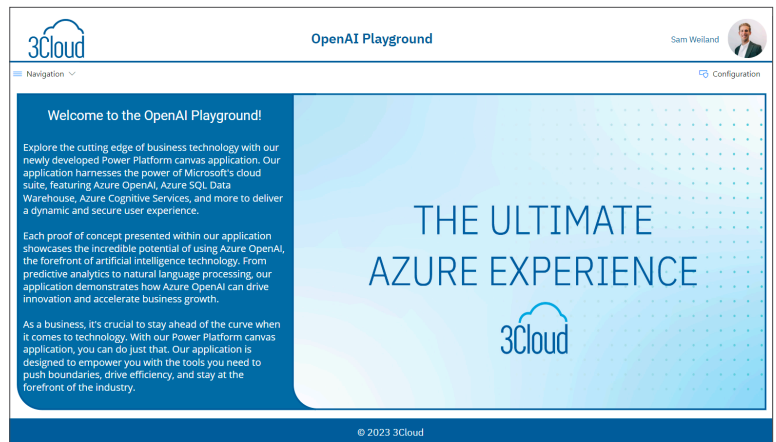 3Cloud
OpenAI Playground
Sam Weiland
Navigation
Configuration
Welcome to the OpenAI Playground!
Explore the cutting edge of business technology with our
newly developed Power Platform canvas application. Our
application harnesses the power of Microsoft's cloud
suite, featuring Azure OpenAI, Azure SQL Data
Warehouse, Azure Cognitive Services, and more to deliver
a dynamic and secure user experience.
Each proof of concept presented within our application
showcases the incredible potential of using Azure OpenAI,
the forefront of artificial intelligence technology. From
predictive analytics to natural language processing, our
application demonstrates how Azure OpenAI can drive
innovation and accelerate business growth.
As a business, it's crucial to stay ahead of the curve when
it comes to technology. With our Power Platform canvas
application, you can do just that. Our application is
designed to empower you with the tools you need to
push boundaries, drive efficiency, and stay at the
forefront of the industry.
THE ULTIMATE
AZURE EXPERIENCE
3Cloud
© 2023 3Cloud